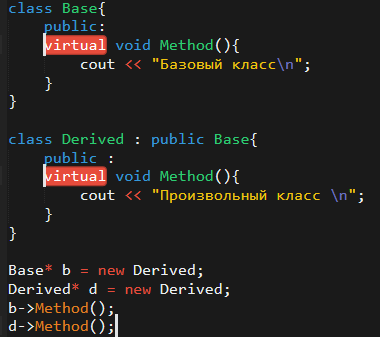 class Base{
    public:
    virtual void Method(){
        cout << "Базовый класс\n";
    }
}
class Derived : public Base{
    public :
    virtual void Method(){
        cout << "Произвольный класс \n";
    }
}
Base* b = new Derived;
Derived* d = new Derived;
b->Method();
d->Method();